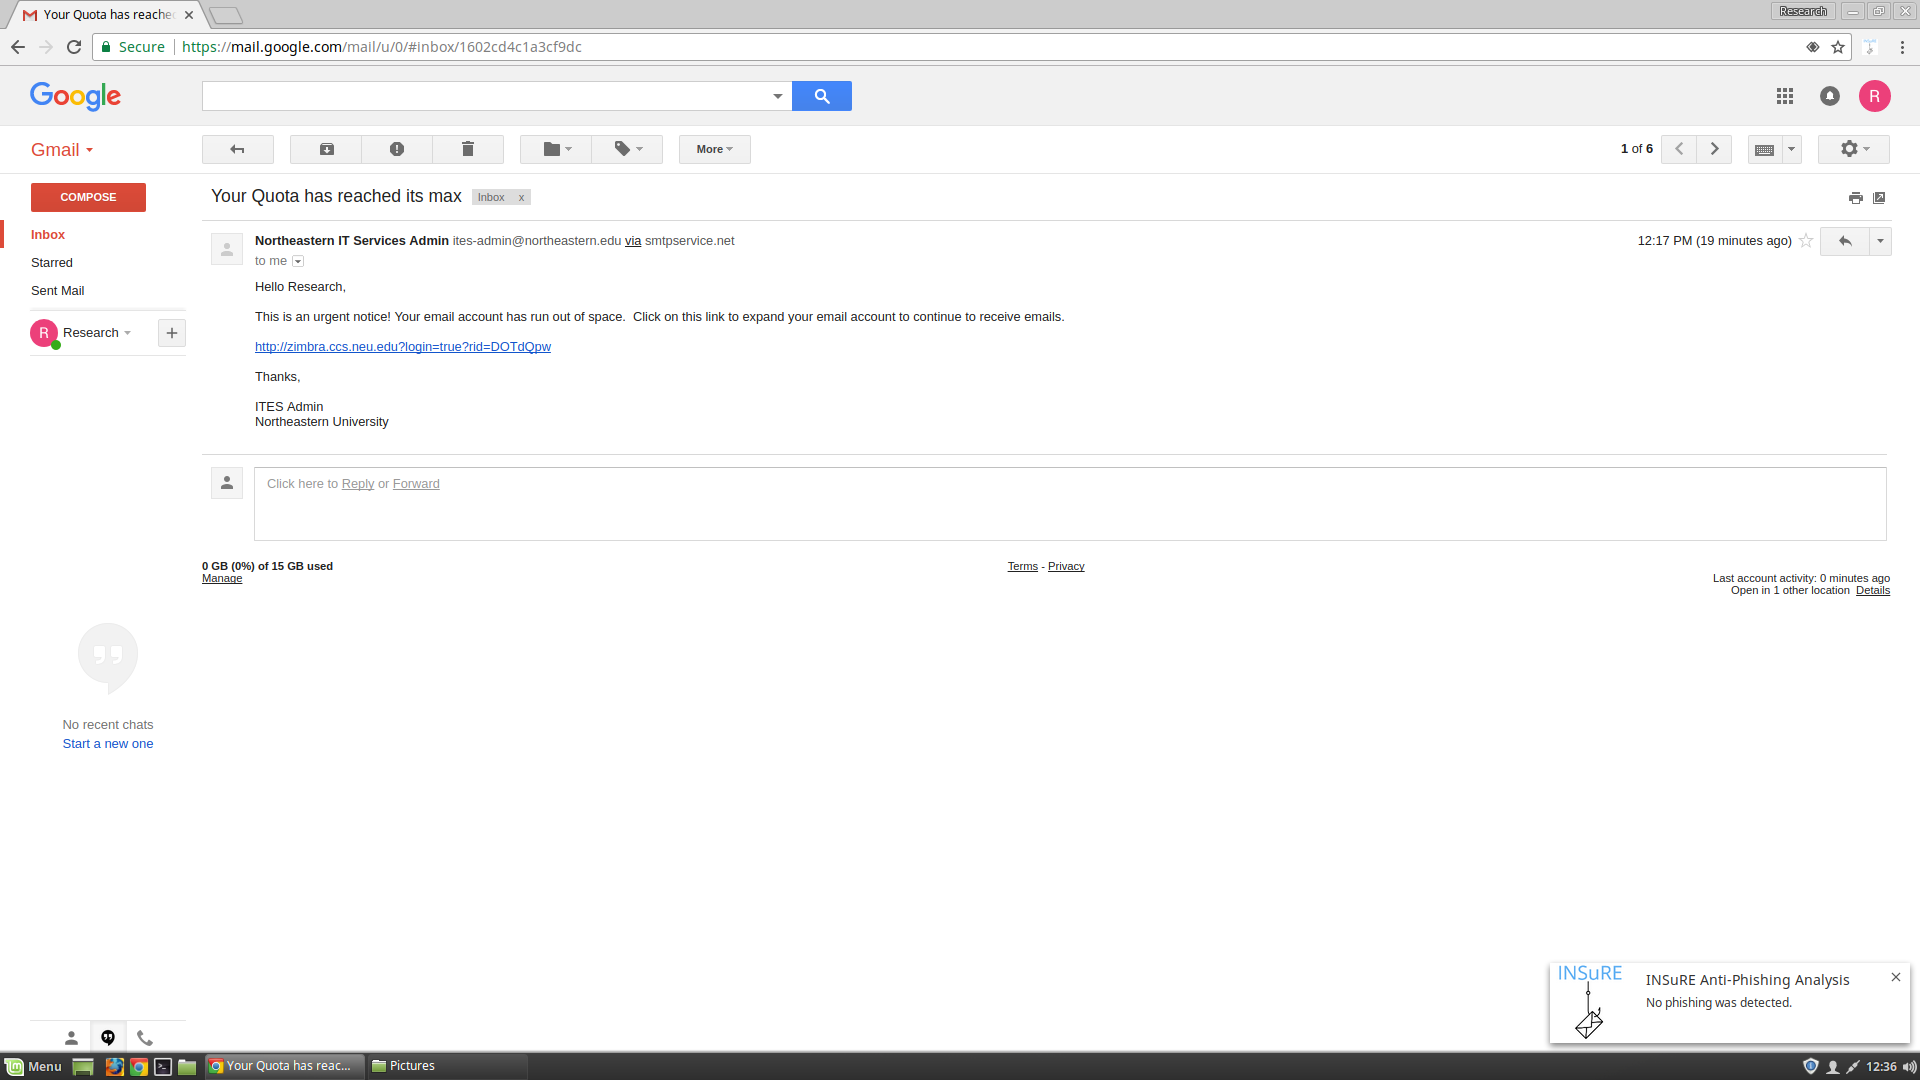 Your Quota has reache
Research
Secure
https://mail.google.com/mail/u/0/#inbox/1602cd4c1a3cf9dc
Google
R
Gmail
More
1 of 6
COMPOSE
Your Quota has reached its max
Inbox x
Inbox
Starred
Sent Mail
R Research
Northeastern IT Services Admin ites-admin@northeastern.edu via smtpservice.net
12:17 PM (19 minutes ago)
to me
Hello Research,
This is an urgent notice! Your email account has run out of space.  Click on this link to expand your email account to continue to receive emails.
http://zimbra.ccs.neu.edu?login=true?rid=DOTdQpw
Thanks,
ITES Admin
Northeastern University
Click here to Reply or Forward
0 GB (0%) of 15 GB used
Manage
Terms - Privacy
Last account activity: 0 minutes ago
Open in 1 other location  Details
No recent chats
Start a new one
INSuRE
INSuRE Anti-Phishing Analysis
No phishing was detected.
Menu
Your Quota has reac...
Pictures
12:36